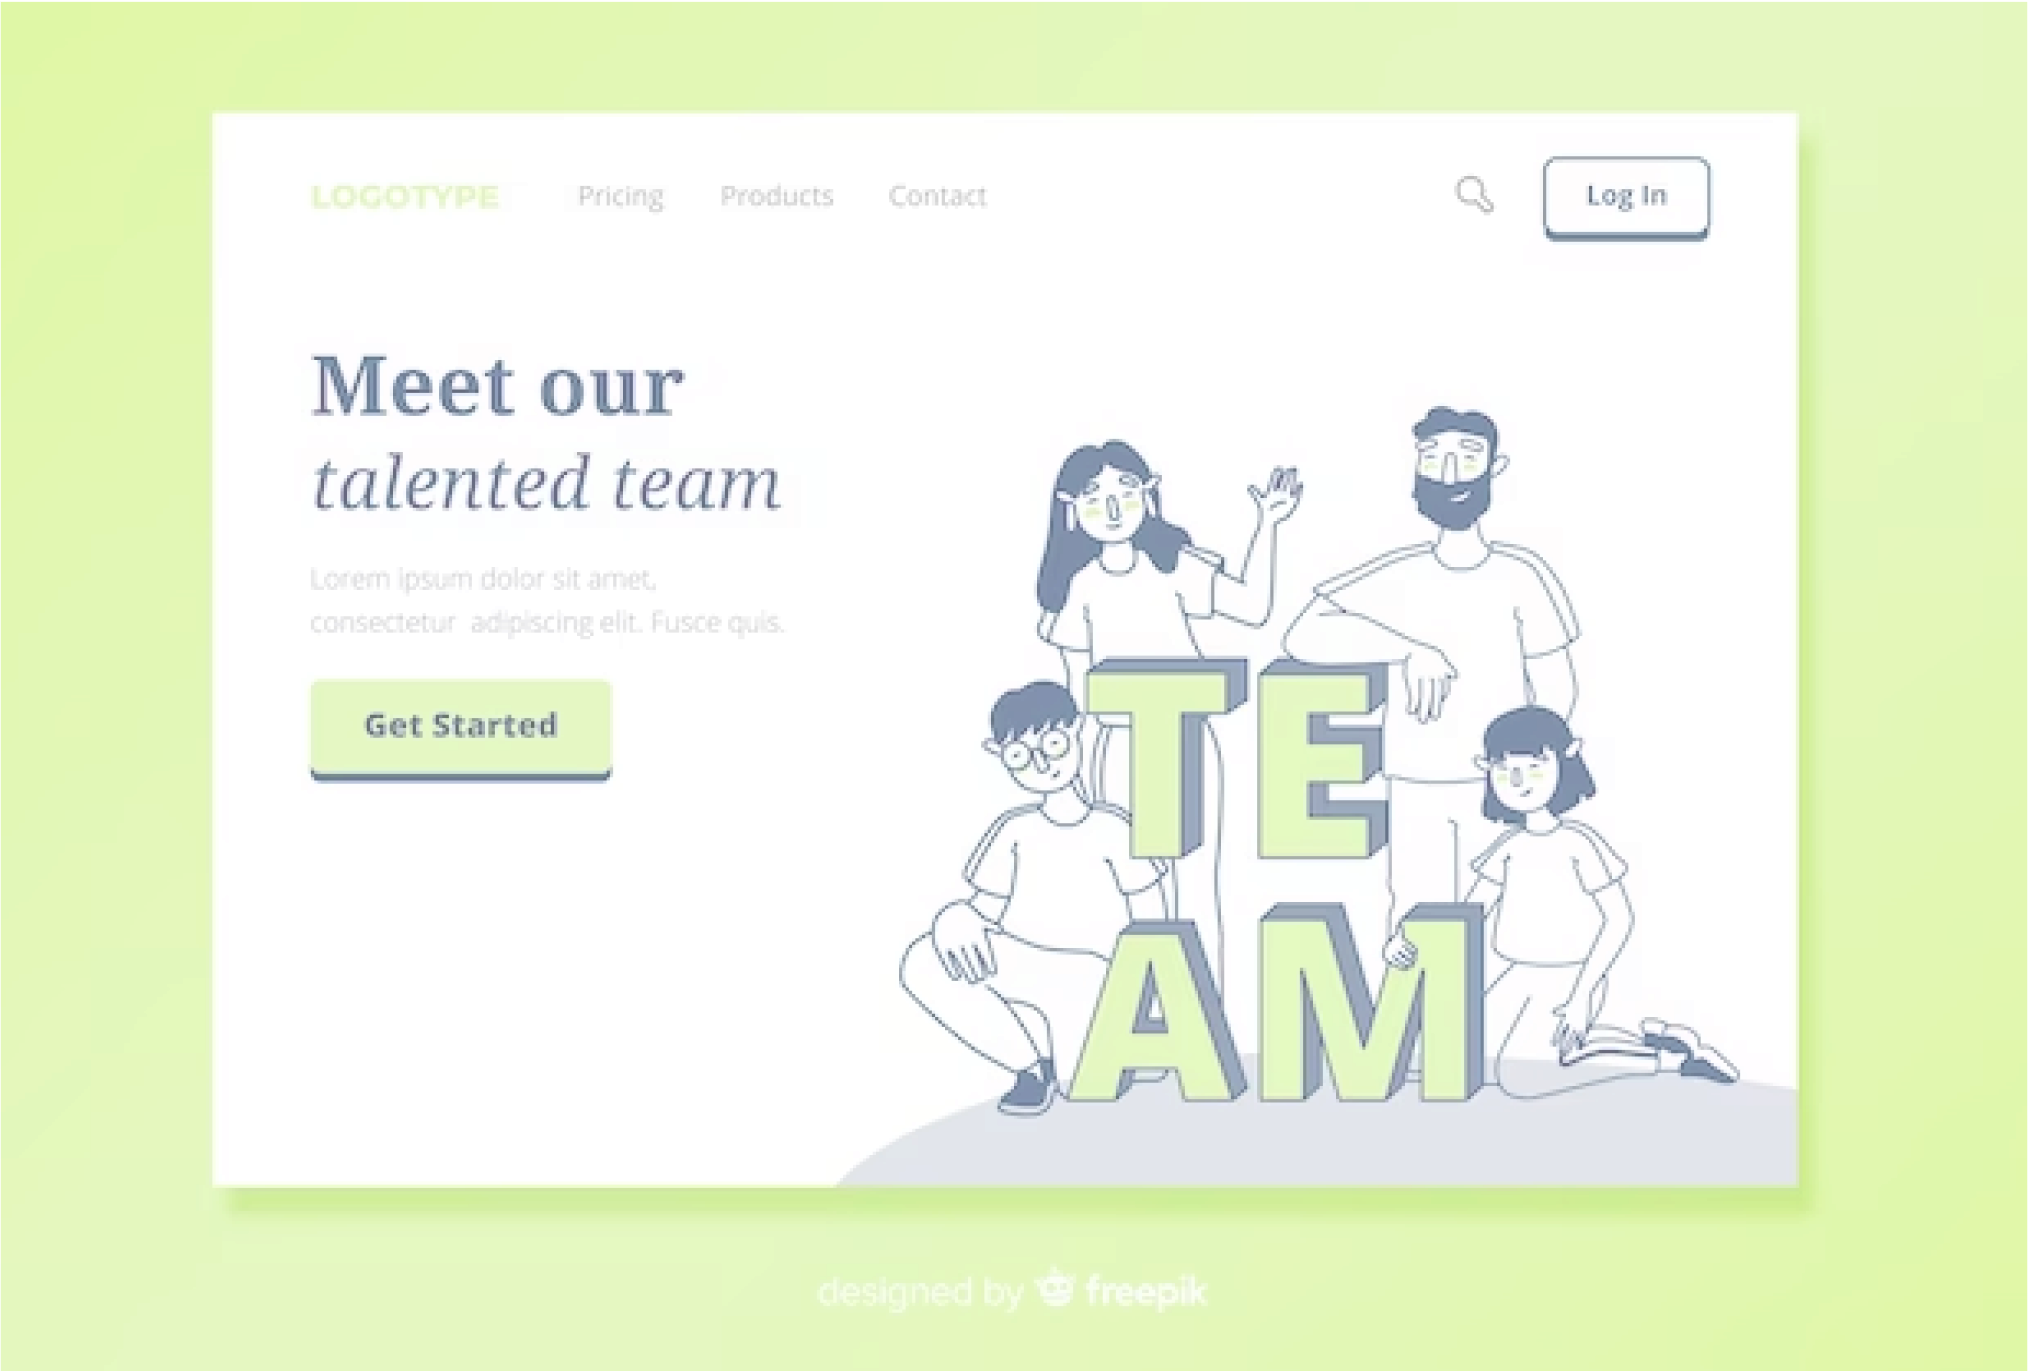 LOGOTYPE Pricing Products Contact Log In
Meet our
talented team
Lorem ipsum dolor sit amet,
consectetur adipiscing elit. Fusce quis.
Get Started
TE
AM
designed by freepik